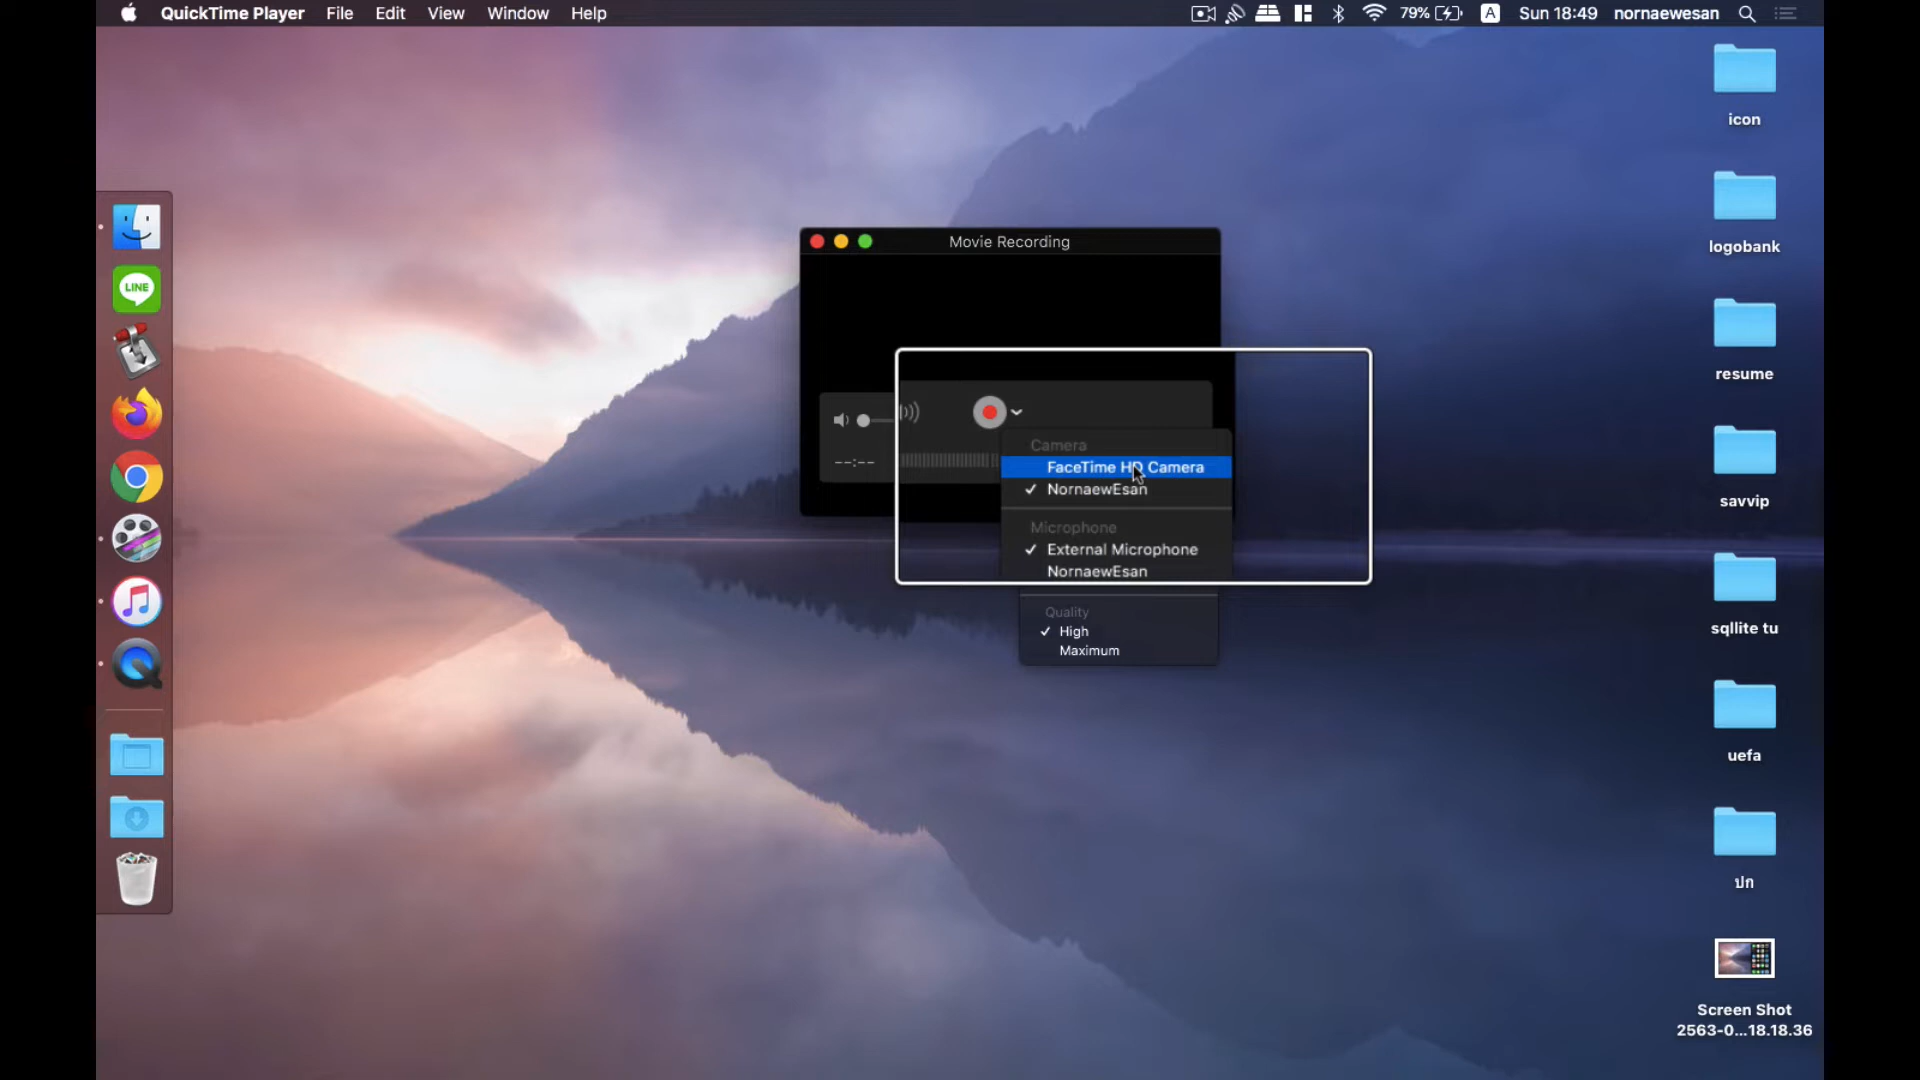 QuickTime Player File Edit View Window Help 79% A Sun 18:49 nornaewesan
icon
logobank
resume
savvip
sqllite tu
uefa
ปก
Screen Shot
2563-0...18.18.36
LINE
Movie Recording
--:--
Camera
FaceTime HD Camera
✓ NornaewEsan
Microphone
✓ External Microphone
NornaewEsan
Quality
✓ High
Maximum